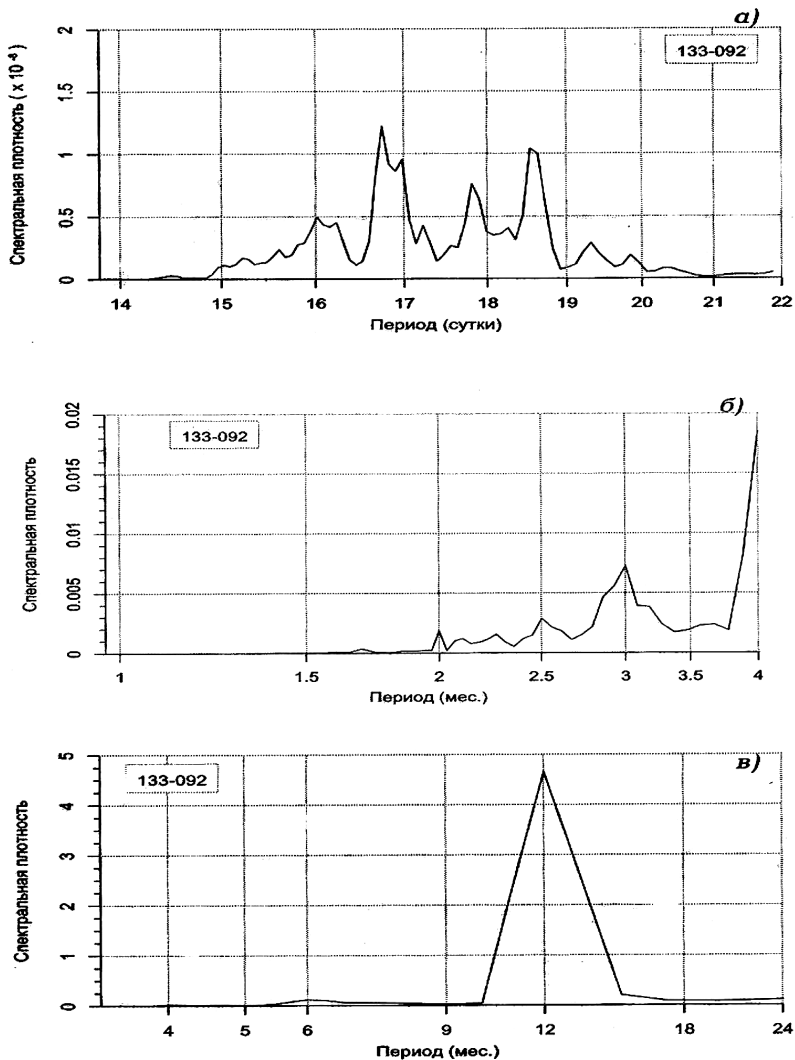 а)
133-092
Спектральная плотность ( x 10⁻⁸)
2
1.5
1
0.5
0
14 15 16 17 18 19 20 21 22
Период (сутки)
б)
133-092
Спектральная плотность
0.02
0.015
0.01
0.005
0
1 1.5 2 2.5 3 3.5 4
Период (мес.)
в)
133-092
Спектральная плотность
5
4
3
2
1
0
4 5 6 9 12 18 24
Период (мес.)